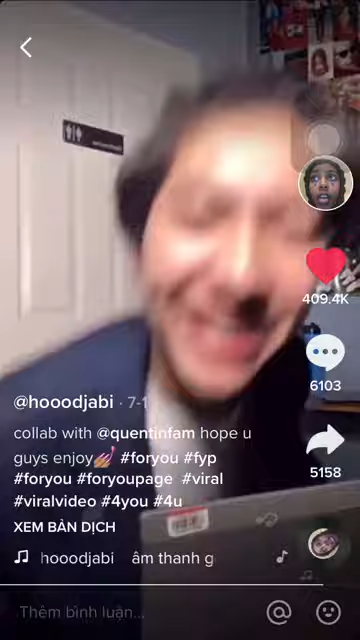 409.4K
6103
@hooodjabi · 7-1
5158
collab with @quentinfam hope u
guys enjoy💅🏽 #foryou #fyp
#foryou #foryoupage #viral
#viralvideo #4you #4u
XEM BẢN DỊCH
hooodjabi âm thanh g
Thêm bình luận...